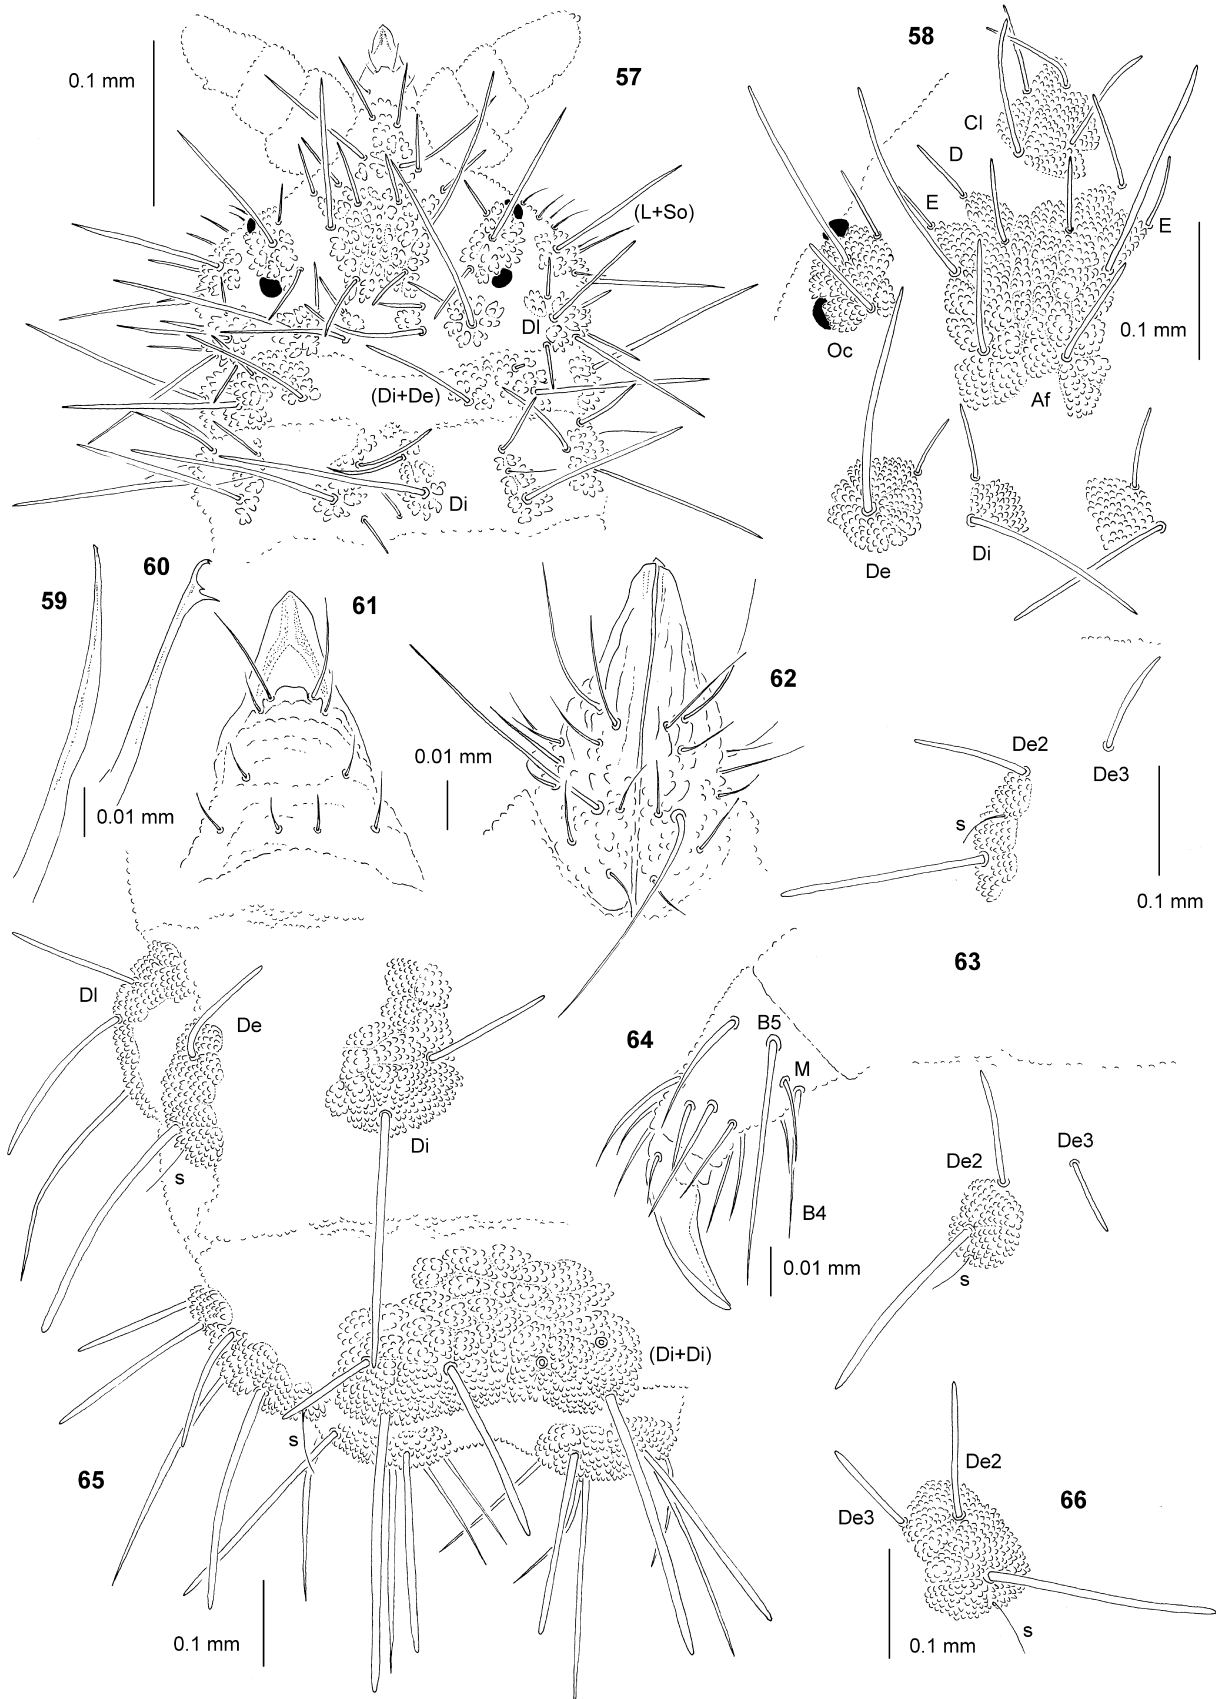 58
57
0.1 mm
Cl
D
(L+So)
E
E
Dl
0.1 mm
Oc
(Di+De)
Af
Di
Di
De
60
59
61
62
De2
0.01 mm
De3
0.01 mm
s
0.1 mm
63
Dl
De
64
B5
M
Di
De3
De2
s
B4
0.01 mm
s
(Di+Di)
s
De2
65
66
De3
s
0.1 mm
0.1 mm